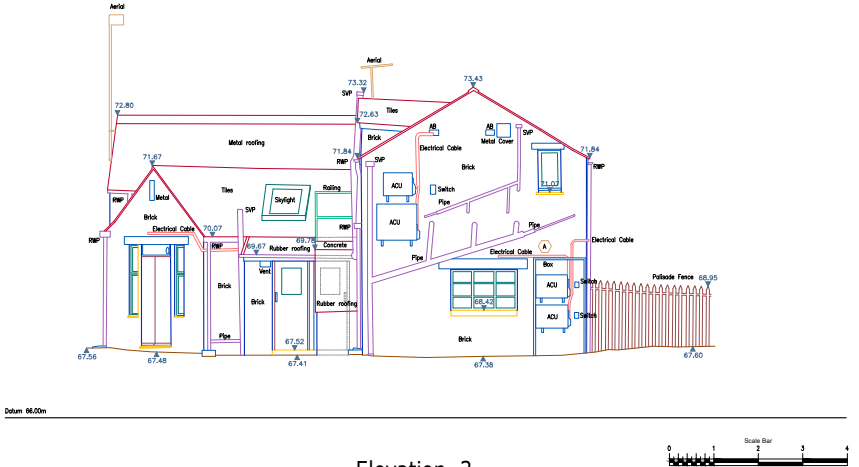 Aerial
Aerial
73.43
73.32
SVP
72.80
Tiles
72.63
AB
AB
Metal roofing
Brick
Electrical Cable
Metal Cover
SVP
71.84
71.84
71.67
RWP
SVP
Brick
RWP
ACU
Switch
71.07
Tiles
Railing
Metal
Skylight
RWP
Pipe
SVP
Brick
ACU
Electrical Cable
RWP
Pipe
70.07
RWP
RWP
69.78
Concrete
A
Electrical Cable
69.67
Rubber roofing
Electrical Cable
Pipe
Vent
Box
Palisade Fence
68.95
Brick
ACU
Switch
Brick
Rubber roofing
68.42
ACU
Switch
Pipe
67.52
Brick
67.56
67.48
67.41
67.38
67.60
Datum 66.00m
Scale Bar
0 1 2 3 4
Elevation 2